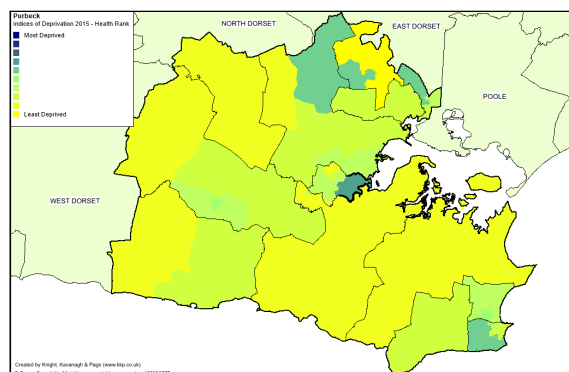 Purbeck
Indices of Deprivation 2015 - Health Rank
Most Deprived
Least Deprived
NORTH DORSET
EAST DORSET
POOLE
WEST DORSET
Created by Knight, Kavanagh & Page (www.kkp.co.uk)